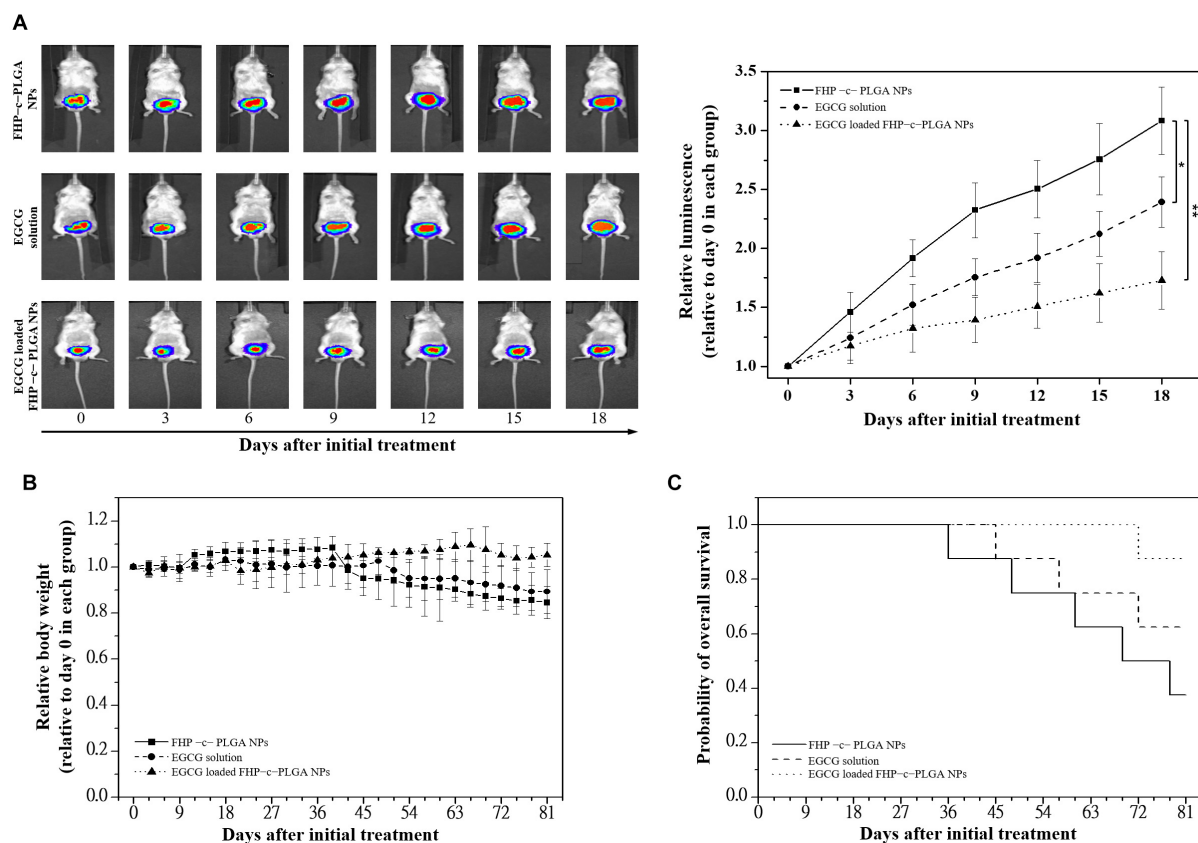 A
FHP-c-PLGA
NPs
EGCG
solution
EGCG loaded
FHP-c-PLGA NPs
0 3 6 9 12 15 18
Days after initial treatment
Relative luminescence
(relative to day 0 in each group)
3.5
3.0
2.5
2.0
1.5
1.0
FHP -c- PLGA NPs
EGCG solution
EGCG loaded FHP-c-PLGA NPs
*
**
0 3 6 9 12 15 18
Days after initial treatment
B
Relative body weight
(relative to day 0 in each group)
1.2
1.0
0.8
0.6
0.4
0.2
0.0
FHP -c- PLGA NPs
EGCG solution
EGCG loaded FHP-c-PLGA NPs
0 9 18 27 36 45 54 63 72 81
Days after initial treatment
C
Probability of overall survival
1.0
0.8
0.6
0.4
0.2
0.0
FHP -c- PLGA NPs
EGCG solution
EGCG loaded FHP-c-PLGA NPs
0 9 18 27 36 45 54 63 72 81
Days after initial treatment